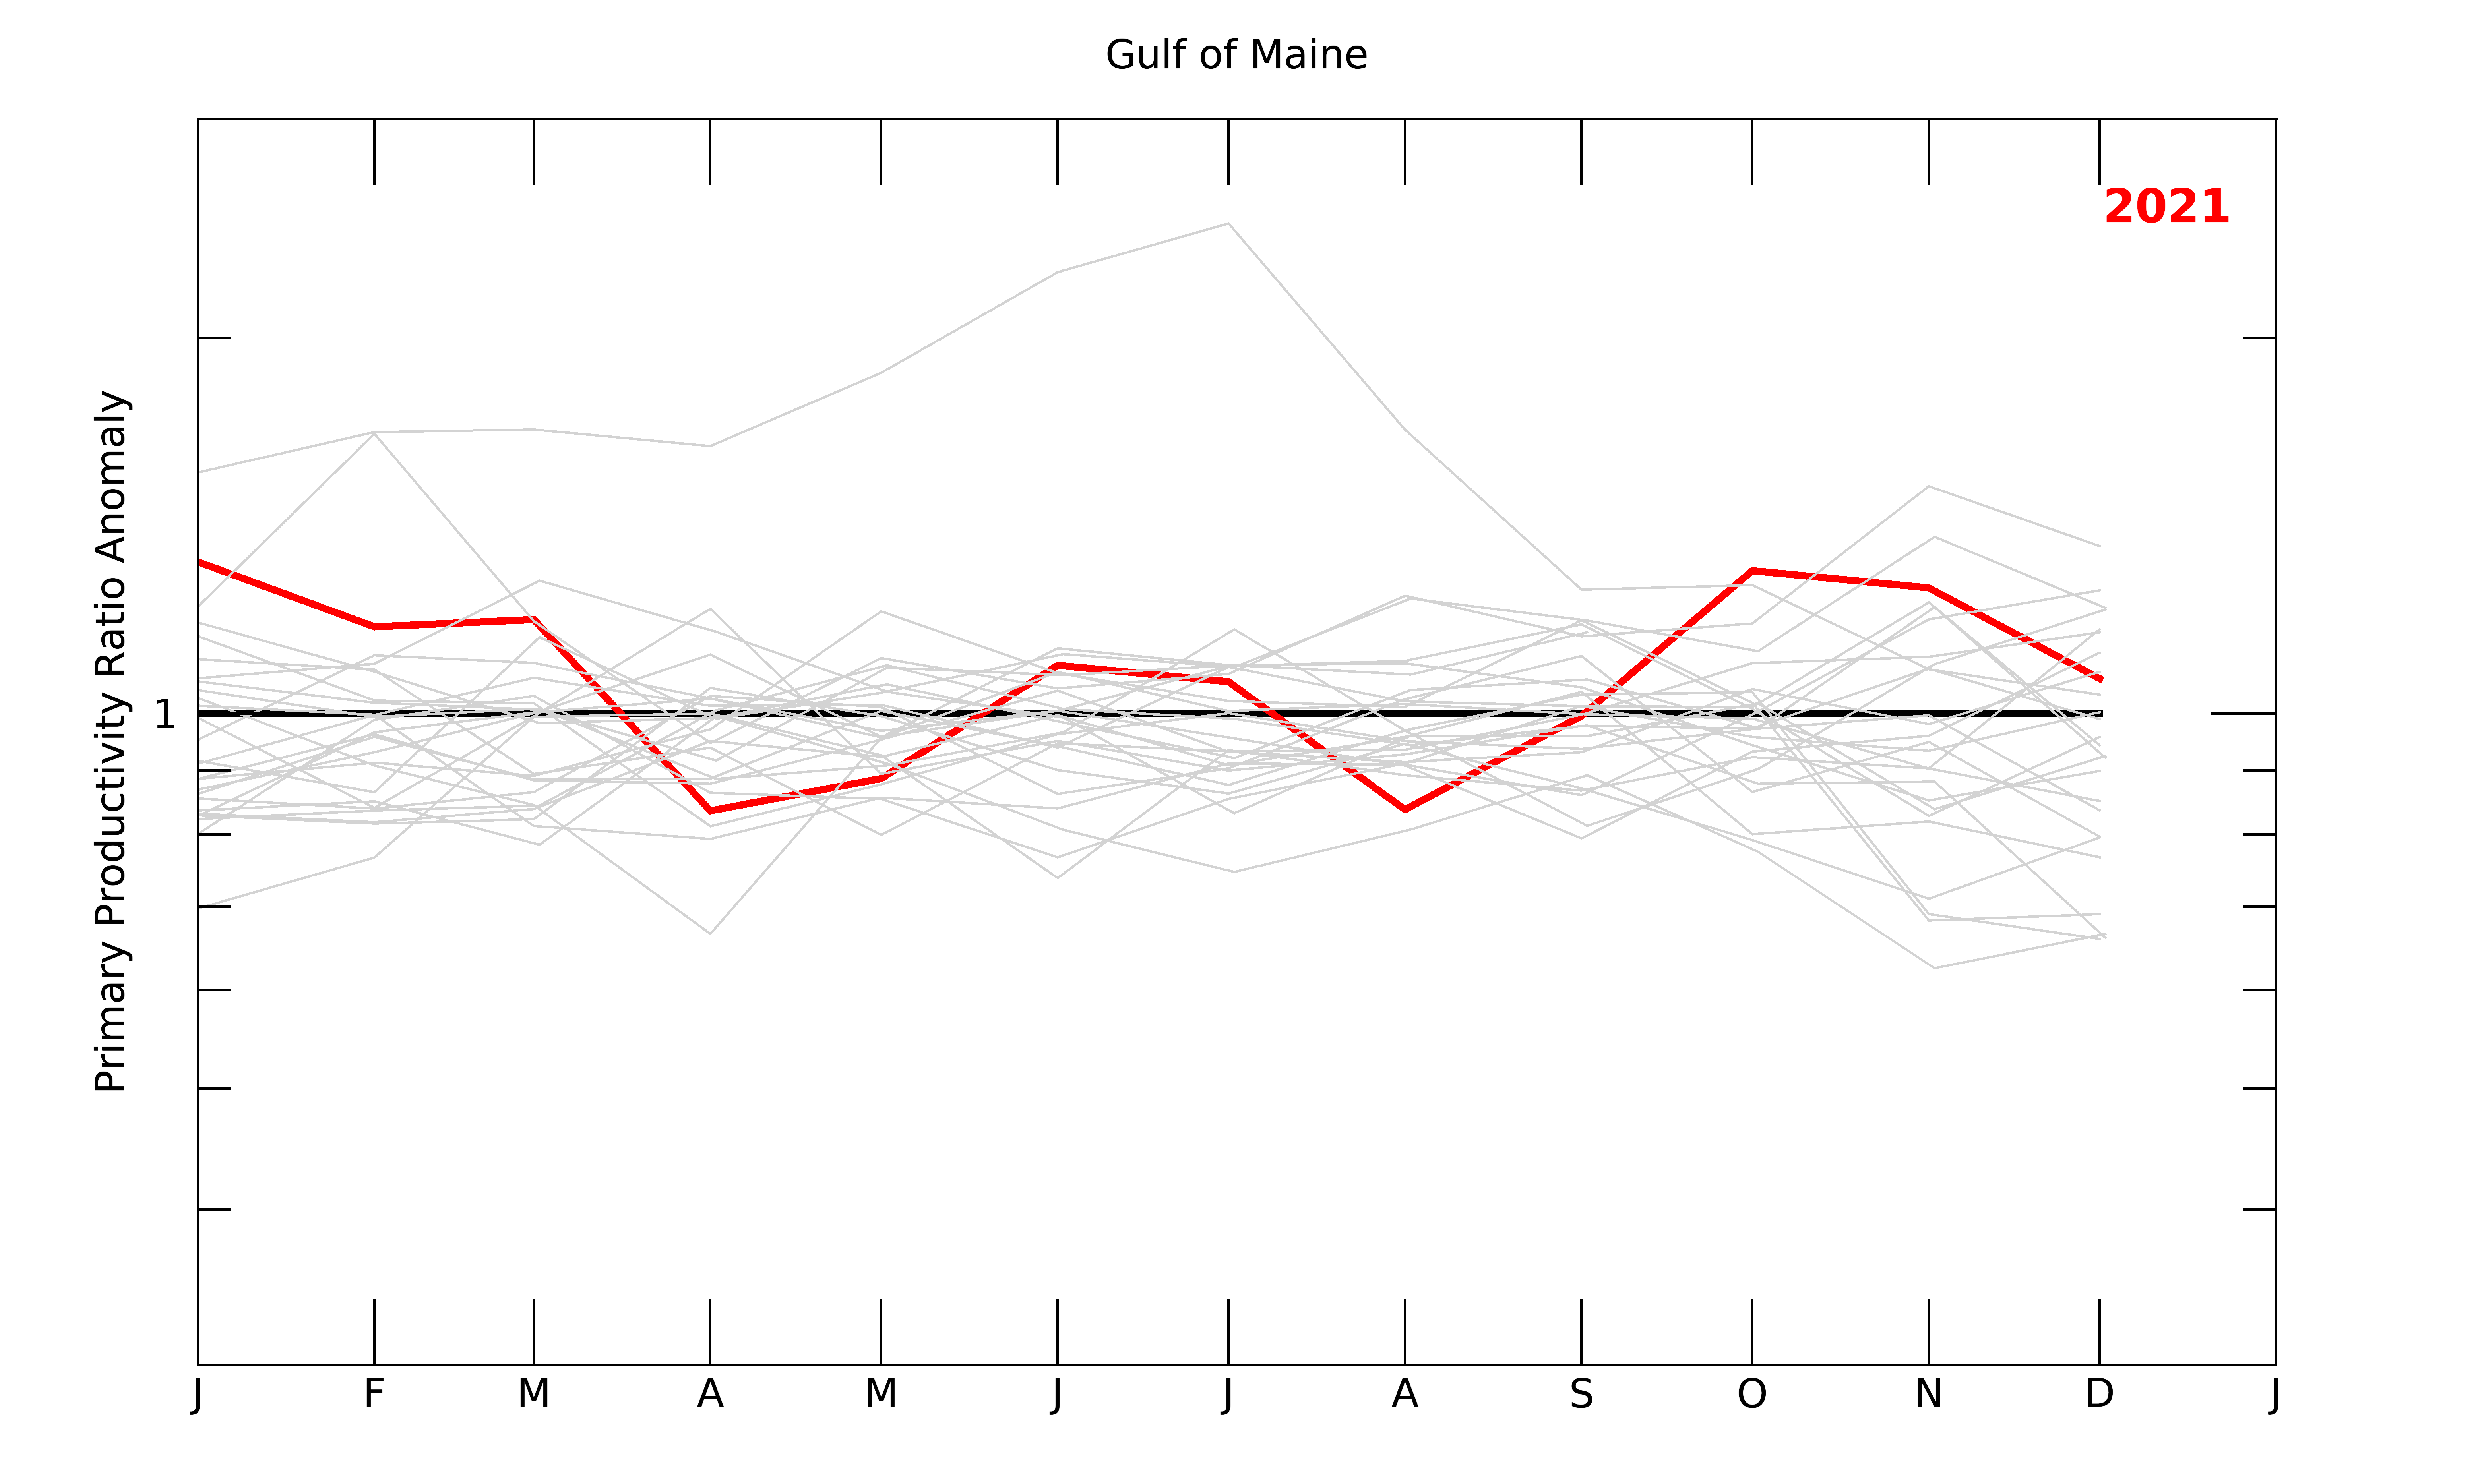 Gulf of Maine
2021
Primary Productivity Ratio Anomaly
1
J F M A M J J A S O N D J